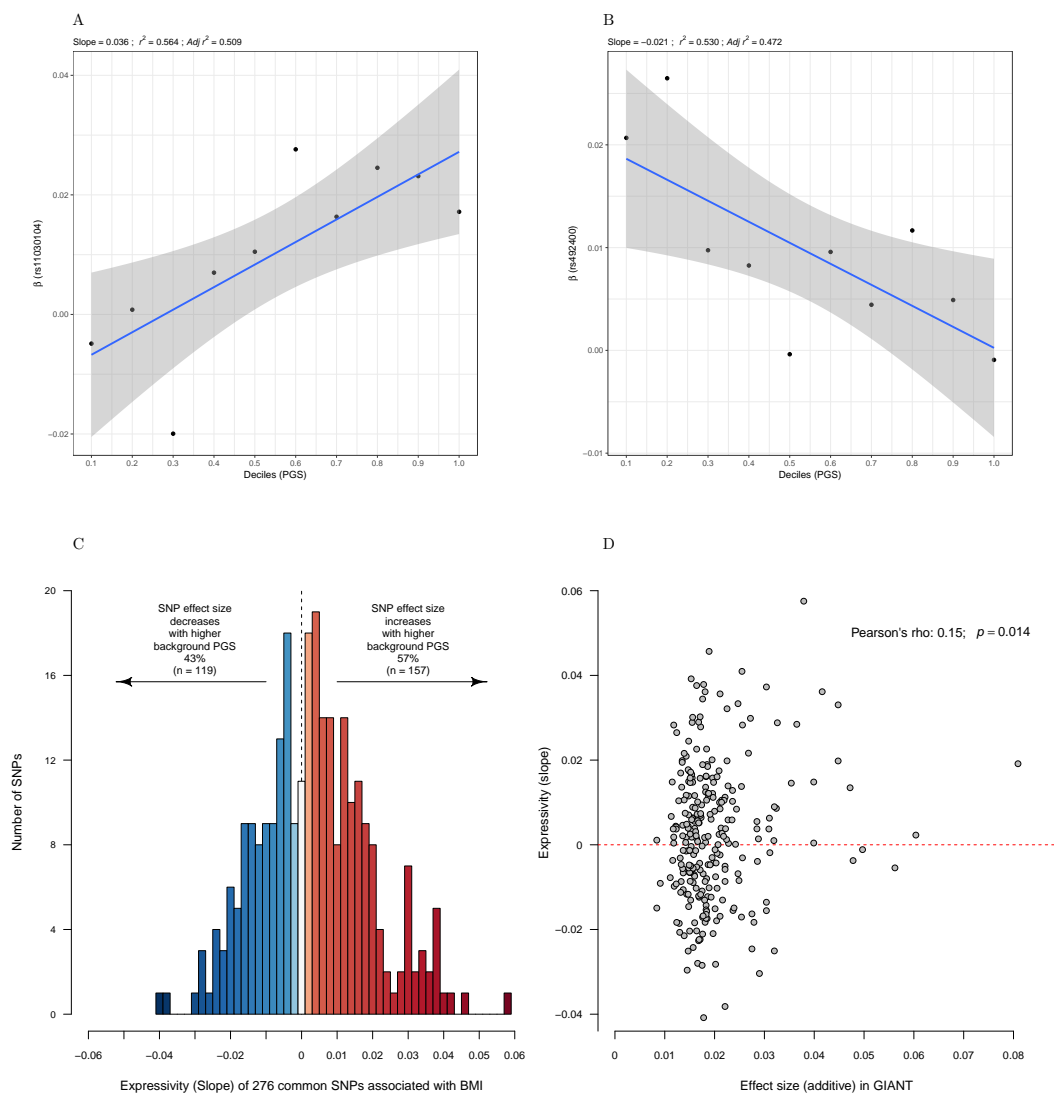 A
Slope = 0.036 ; r² = 0.564 ; Adj r² = 0.509
0.04
0.02
0.00
−0.02
β (rs11030104)
0.1 0.2 0.3 0.4 0.5 0.6 0.7 0.8 0.9 1.0
Deciles (PGS)
B
Slope = −0.021 ; r² = 0.530 ; Adj r² = 0.472
0.02
0.01
0.00
−0.01
β (rs492400)
0.1 0.2 0.3 0.4 0.5 0.6 0.7 0.8 0.9 1.0
Deciles (PGS)
C
20
16
12
8
4
0
Number of SNPs
SNP effect size
decreases
with higher
background PGS
43%
(n = 119)
SNP effect size
increases
with higher
background PGS
57%
(n = 157)
−0.06 −0.04 −0.02 0 0.01 0.02 0.03 0.04 0.05 0.06
Expressivity (Slope) of 276 common SNPs associated with BMI
D
0.06
0.04
0.02
0
−0.02
−0.04
Expressivity (slope)
Pearson's rho: 0.15; p = 0.014
0 0.01 0.02 0.03 0.04 0.05 0.06 0.07 0.08
Effect size (additive) in GIANT